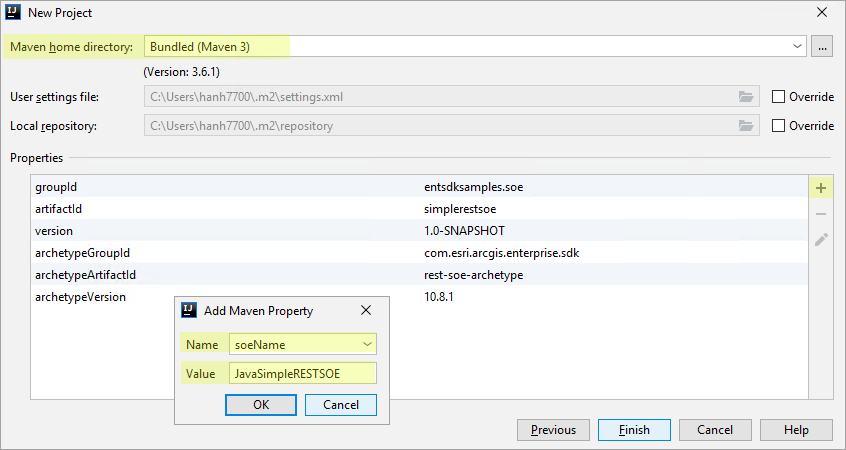 New Project
Maven home directory: Bundled (Maven 3) ...
(Version: 3.6.1)
User settings file: C:\Users\hanh7700\.m2\settings.xml Override
Local repository: C:\Users\hanh7700\.m2\repository Override
Properties
groupId entsdksamples.soe
artifactId simplerestsoe
version 1.0-SNAPSHOT
archetypeGroupId com.esri.arcgis.enterprise.sdk
archetypeArtifactId rest-soe-archetype
archetypeVersion 10.8.1
Add Maven Property
Name soeName
Value JavaSimpleRESTSOE
OK Cancel
Previous Finish Cancel Help